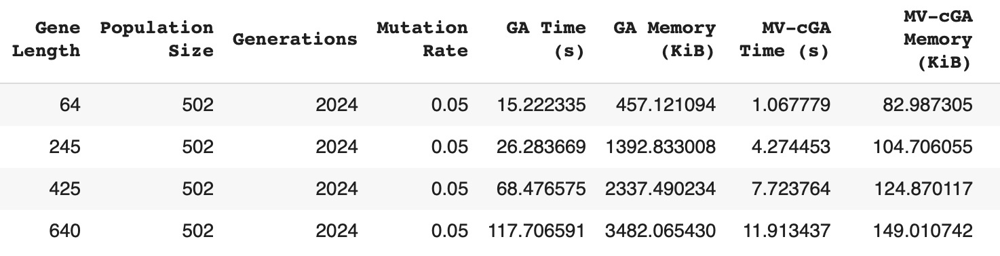 Gene Length Population Size Generations Mutation Rate GA Time (s) GA Memory (KiB) MV-cGA Time (s) MV-cGA Memory (KiB)
64 502 2024 0.05 15.222335 457.121094 1.067779 82.987305
245 502 2024 0.05 26.283669 1392.833008 4.274453 104.706055
425 502 2024 0.05 68.476575 2337.490234 7.723764 124.870117
640 502 2024 0.05 117.706591 3482.065430 11.913437 149.010742